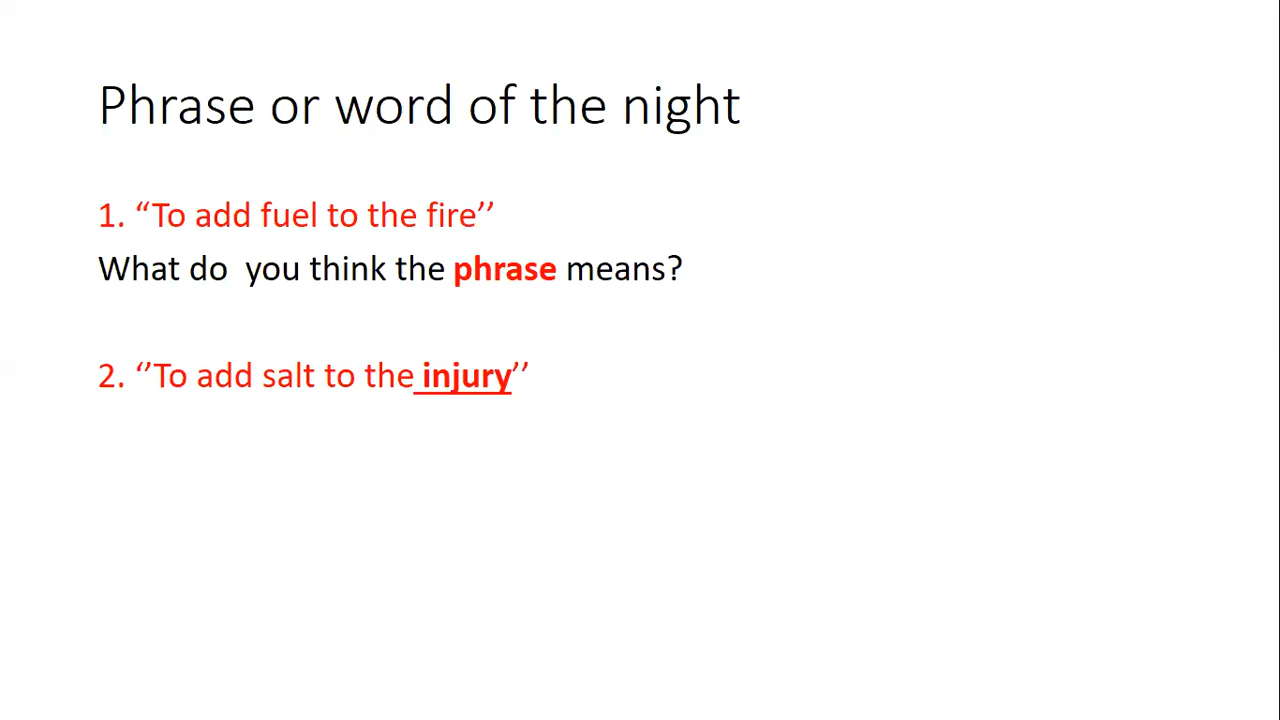 Phrase or word of the night
1. “To add fuel to the fire’’
What do  you think the phrase means?
2. ‘’To add salt to the injury’’